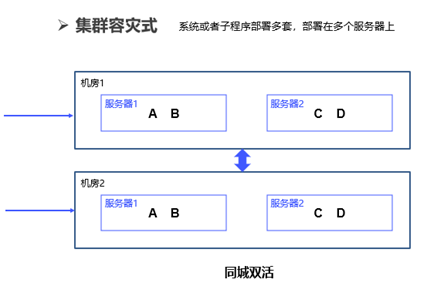 ➢ 集群容灾式 系统或者子程序部署多套，部署在多个服务器上
机房1
服务器1 服务器2
A B C D
机房2
服务器1 服务器2
A B C D
同城双活